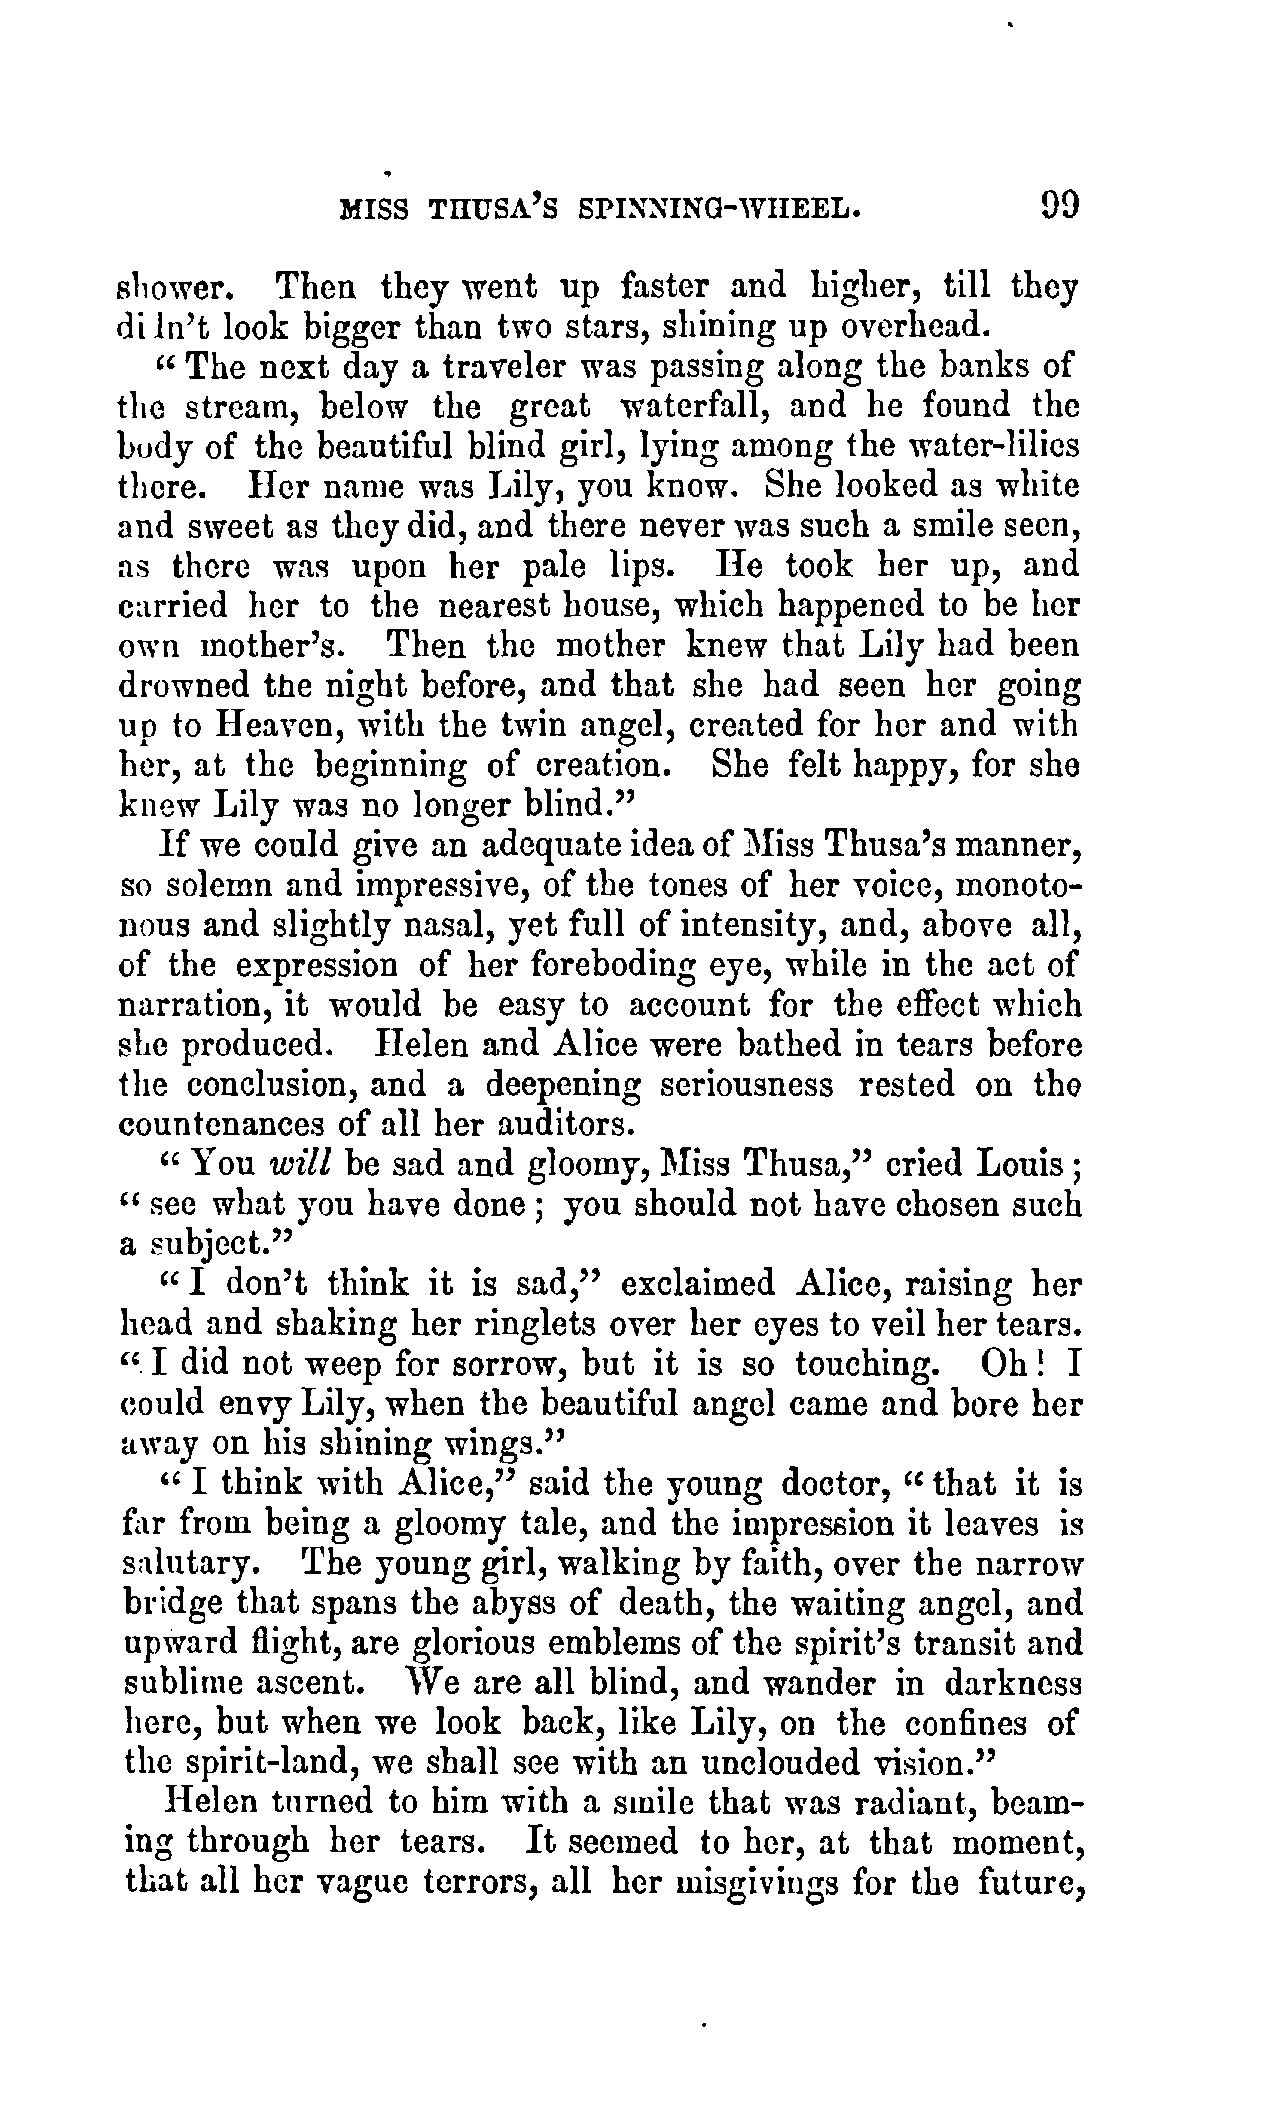 MISS THUSA'S SPINNING-WHEEL. 99
shower. Then they went up faster and higher, till they
didn't look bigger than two stars, shining up overhead.
"The next day a traveler was passing along the banks of
the stream, below the great waterfall, and he found the
body of the beautiful blind girl, lying among the water-lilies
there. Her name was Lily, you know. She looked as white
and sweet as they did, and there never was such a smile seen,
as there was upon her pale lips. He took her up, and
carried her to the nearest house, which happened to be her
own mother's. Then the mother knew that Lily had been
drowned the night before, and that she had seen her going
up to Heaven, with the twin angel, created for her and with
her, at the beginning of creation. She felt happy, for she
knew Lily was no longer blind."
If we could give an adequate idea of Miss Thusa's manner,
so solemn and impressive, of the tones of her voice, monoto-
nous and slightly nasal, yet full of intensity, and, above all,
of the expression of her foreboding eye, while in the act of
narration, it would be easy to account for the effect which
she produced. Helen and Alice were bathed in tears before
the conclusion, and a deepening seriousness rested on the
countenances of all her auditors.
"You will be sad and gloomy, Miss Thusa," cried Louis;
"see what you have done; you should not have chosen such
a subject."
"I don't think it is sad," exclaimed Alice, raising her
head and shaking her ringlets over her eyes to veil her tears.
"I did not weep for sorrow, but it is so touching. Oh! I
could envy Lily, when the beautiful angel came and bore her
away on his shining wings."
"I think with Alice," said the young doctor, "that it is
far from being a gloomy tale, and the impression it leaves is
salutary. The young girl, walking by faith, over the narrow
bridge that spans the abyss of death, the waiting angel, and
upward flight, are glorious emblems of the spirit's transit and
sublime ascent. We are all blind, and wander in darkness
here, but when we look back, like Lily, on the confines of
the spirit-land, we shall see with an unclouded vision."
Helen turned to him with a smile that was radiant, beam-
ing through her tears. It seemed to her, at that moment,
that all her vague terrors, all her misgivings for the future,